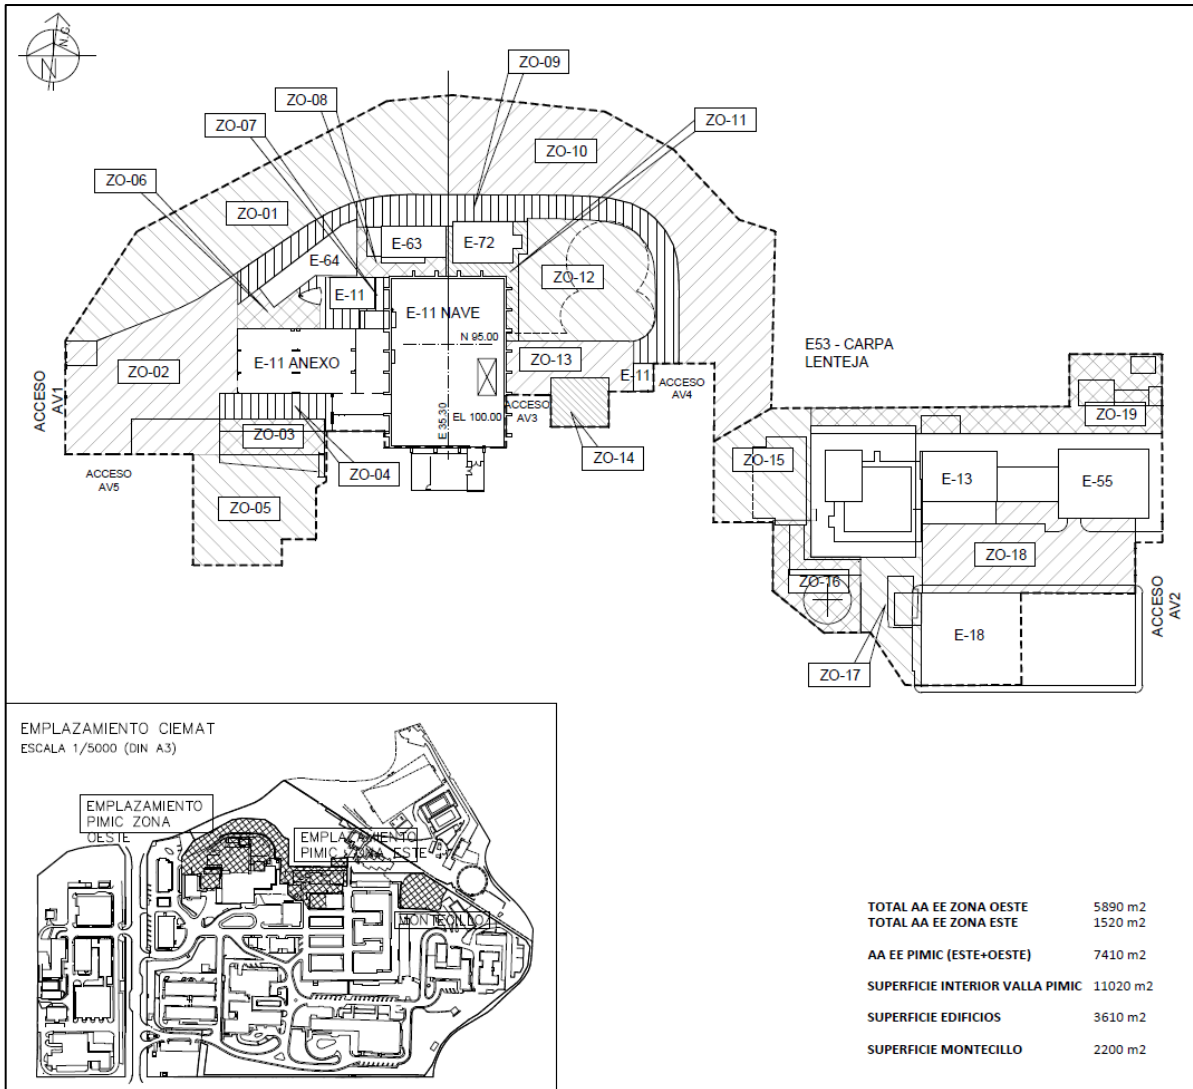 N.G.
N
ZO-09
ZO-08
ZO-07
ZO-11
ZO-10
ZO-06
ZO-01
E-63
E-72
E-64
ZO-12
E-11
E-11 NAVE
N 95.00
E53 - CARPA
LENTEJA
ZO-13
E-11 ANEXO
ZO-02
E-11
ACCESO
AV4
ACCESO
AV1
ACCESO
AV3
EL 100.00
E 35.30
ZO-19
ZO-03
ZO-14
ZO-15
ACCESO
AV5
ZO-04
E-13
E-55
ZO-05
ZO-18
ZO-16
ACCESO
AV2
E-18
ZO-17
EMPLAZAMIENTO CIEMAT
ESCALA 1/5000 (DIN A3)
EMPLAZAMIENTO
PIMIC ZONA
OESTE
EMPLAZAMIENTO
PIMIC ZONA ESTE
MONTECILLO
TOTAL AA EE ZONA OESTE 5890 m2
TOTAL AA EE ZONA ESTE 1520 m2
AA EE PIMIC (ESTE+OESTE) 7410 m2
SUPERFICIE INTERIOR VALLA PIMIC 11020 m2
SUPERFICIE EDIFICIOS 3610 m2
SUPERFICIE MONTECILLO 2200 m2